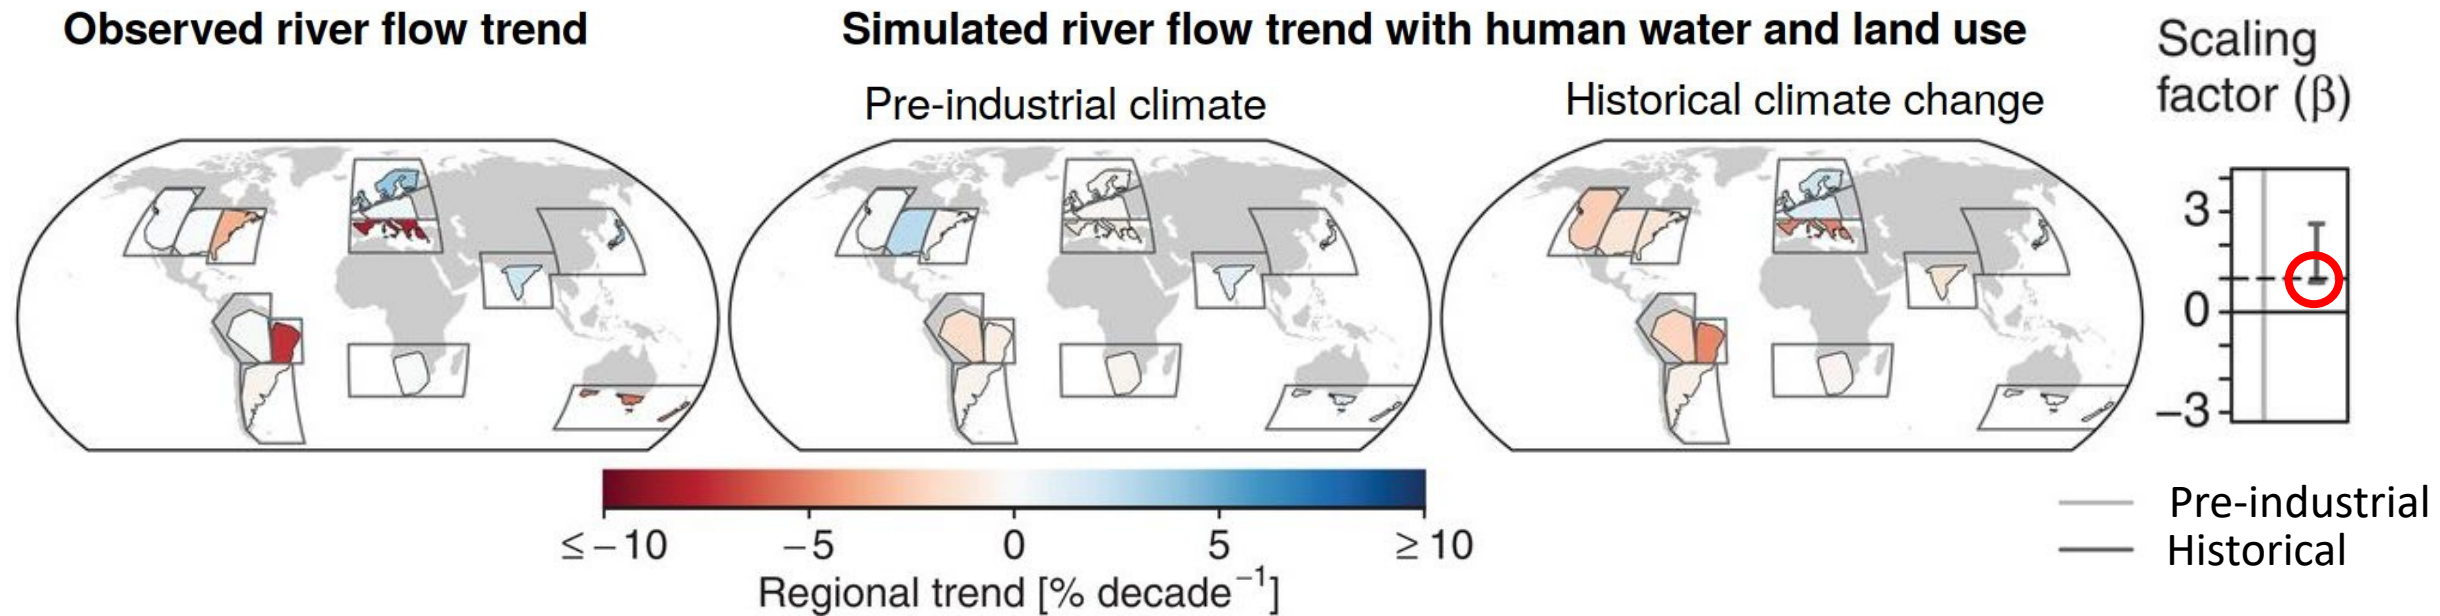 Observed river flow trend
Simulated river flow trend with human water and land use
Pre-industrial climate
Historical climate change
Scaling
factor (β)
3
0
−3
≤−10
−5
0
5
≥10
Regional trend [% decade⁻¹]
Pre-industrial
Historical